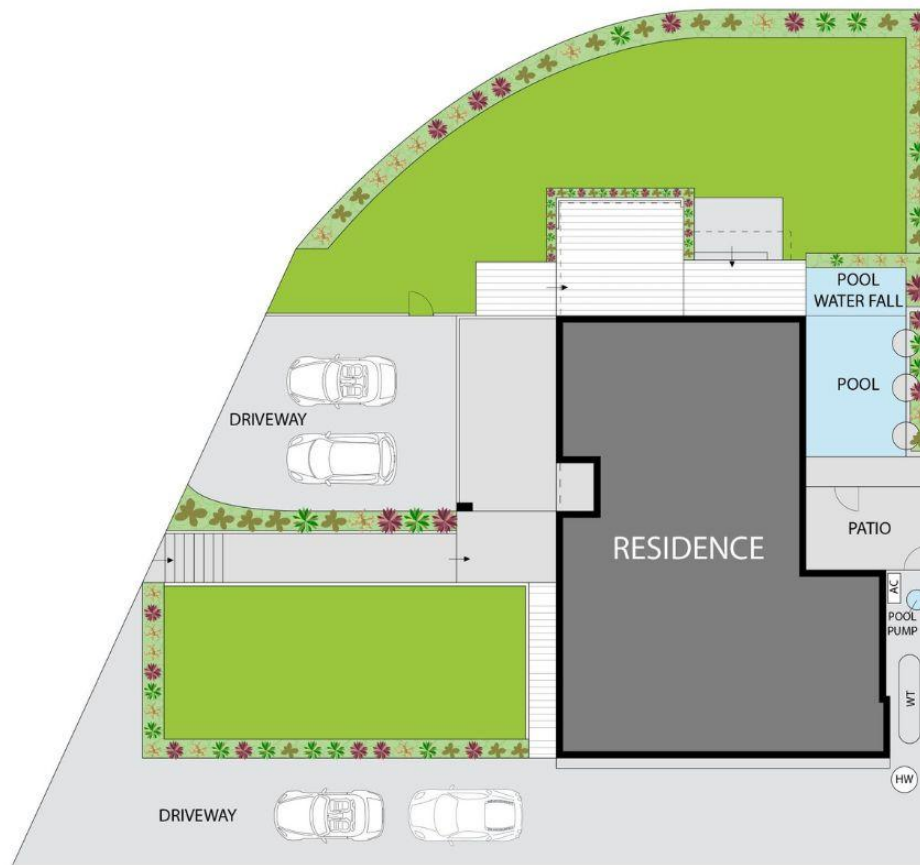 POOL
WATER FALL
POOL
DRIVEWAY
PATIO
RESIDENCE
AC
POOL
PUMP
WT
HW
DRIVEWAY